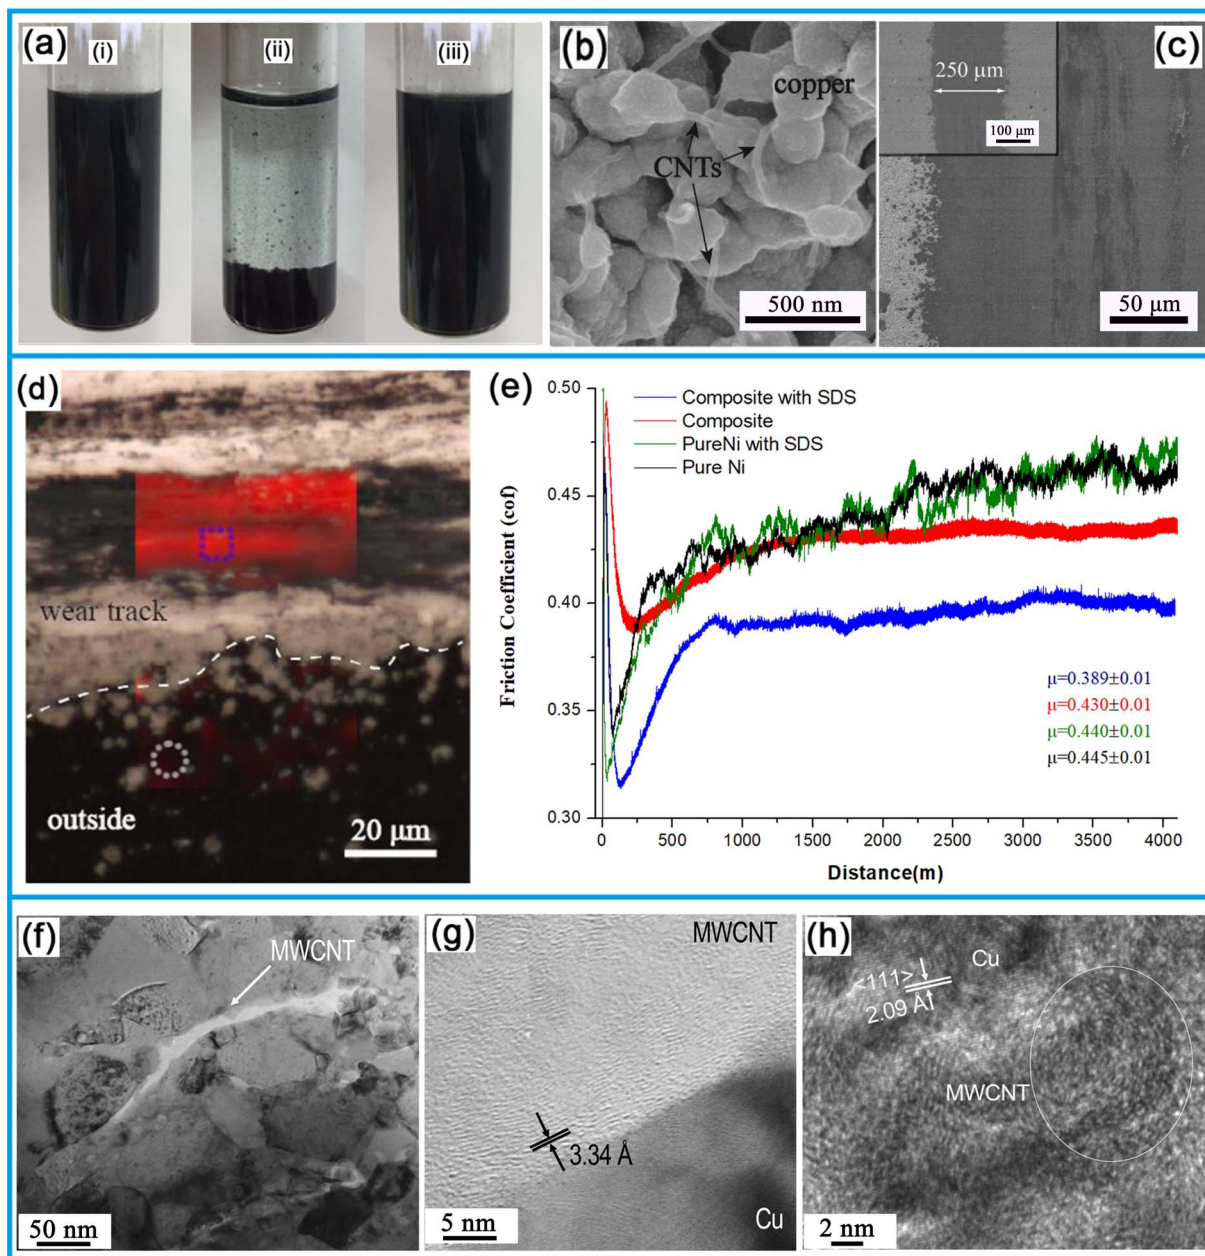 (a)
(i)
(ii)
(iii)
(b)
copper
CNTs
500 nm
(c)
250 µm
100 µm
50 µm
(d)
wear track
outside
20 µm
(e)
0.50
0.45
0.40
0.35
0.30
Friction Coefficient (cof)
Composite with SDS
Composite
PureNi with SDS
Pure Ni
µ=0.389±0.01
µ=0.430±0.01
µ=0.440±0.01
µ=0.445±0.01
0 500 1000 1500 2000 2500 3000 3500 4000
Distance(m)
(f)
MWCNT
50 nm
(g)
MWCNT
3.34 Å
Cu
5 nm
(h)
Cu
<111>
2.09 Å
MWCNT
2 nm